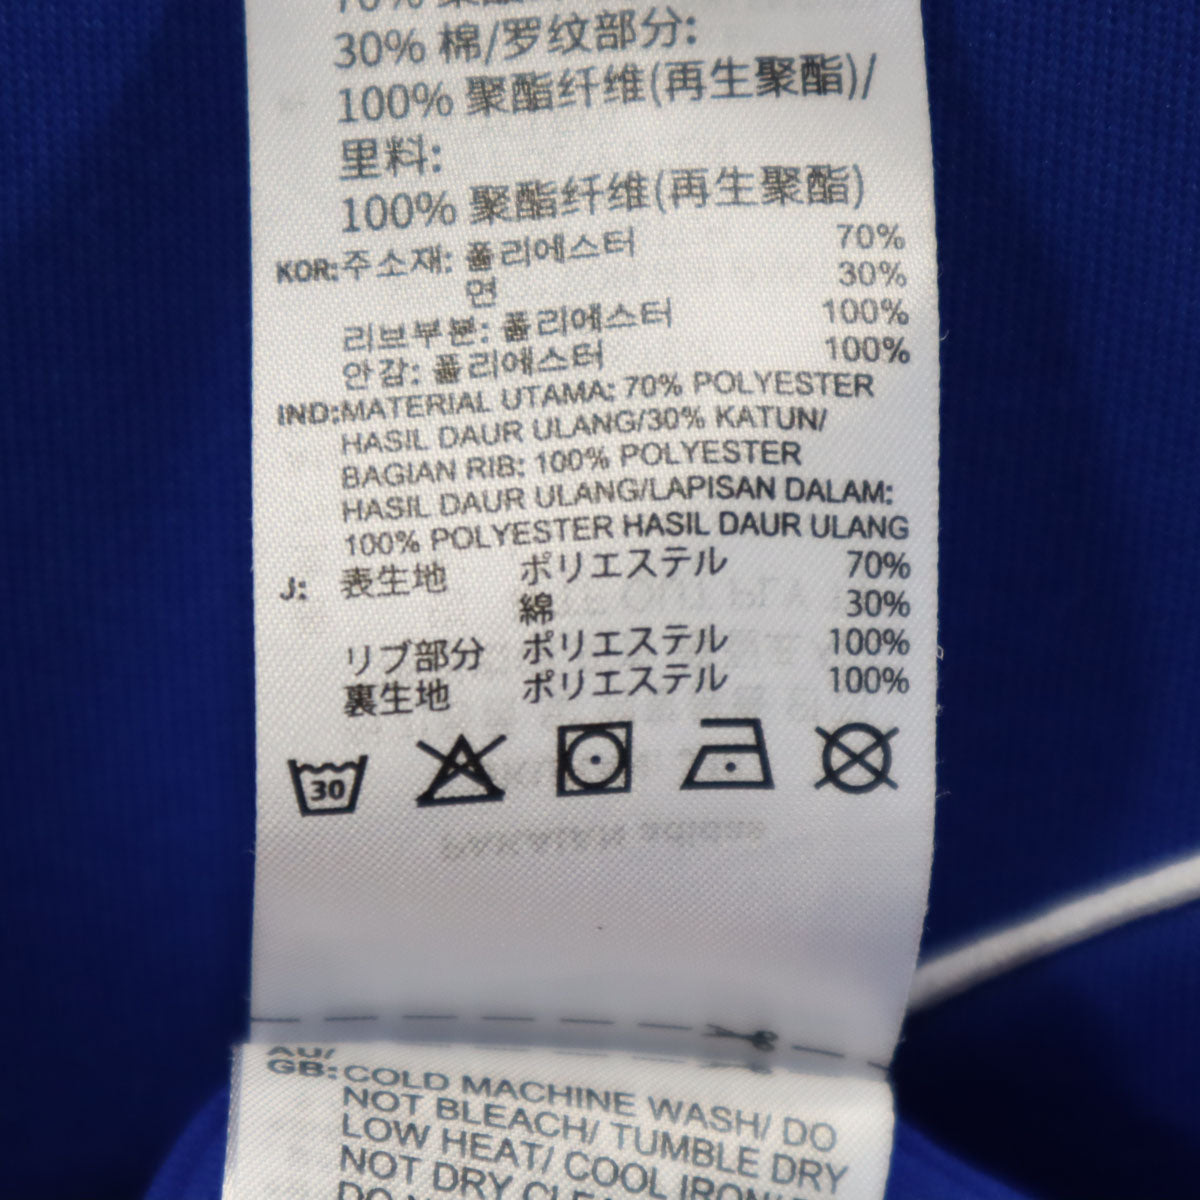 70% 聚酯
30% 棉/罗纹部分:
100% 聚酯纤维(再生聚酯)/
里料:
100% 聚酯纤维(再生聚酯)
KOR: 주소재: 폴리에스터 70%
면 30%
리브부분: 폴리에스터 100%
안감: 폴리에스터 100%
IND: MATERIAL UTAMA: 70% POLYESTER
HASIL DAUR ULANG/30% KATUN/
BAGIAN RIB: 100% POLYESTER
HASIL DAUR ULANG/LAPISAN DALAM:
100% POLYESTER HASIL DAUR ULANG
J: 表生地 ポリエステル 70%
綿 30%
リブ部分 ポリエステル 100%
裏生地 ポリエステル 100%
30
AU/
GB: COLD MACHINE WASH/ DO
NOT BLEACH/ TUMBLE DRY
LOW HEAT/ COOL IRON/
NOT DRY
DO